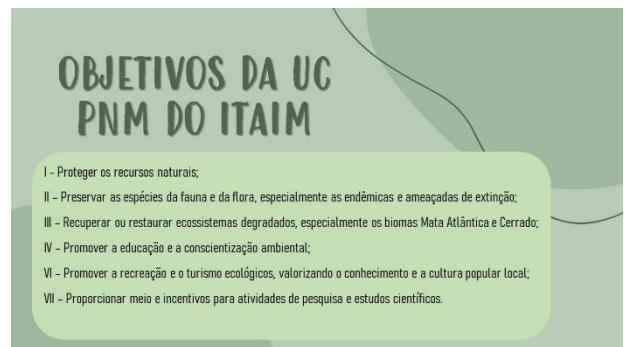 OBJETIVOS DA UC
PNM DO ITAIM
I - Proteger os recursos naturais;
II – Preservar as espécies da fauna e da flora, especialmente as endêmicas e ameaçadas de extinção;
III – Recuperar ou restaurar ecossistemas degradados, especialmente os biomas Mata Atlântica e Cerrado;
IV – Promover a educação e a conscientização ambiental;
VI – Promover a recreação e o turismo ecológicos, valorizando o conhecimento e a cultura popular local;
VII – Proporcionar meio e incentivos para atividades de pesquisa e estudos científicos.